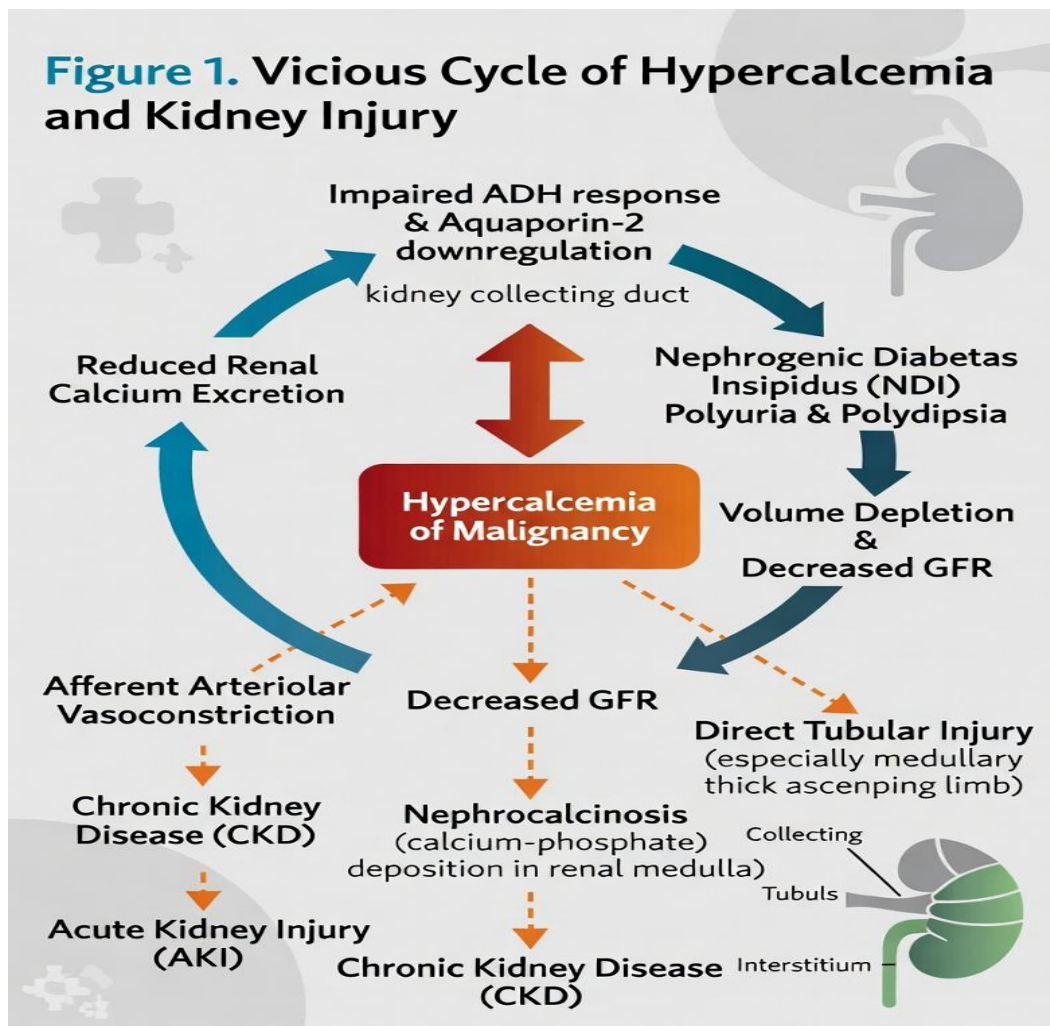 Figure 1. Vicious Cycle of Hypercalcemia
and Kidney Injury
Impaired ADH response
& Aquaporin-2
downregulation
kidney collecting duct
Reduced Renal
Calcium Excretion
Nephrogenic Diabetas
Insipidus (NDI)
Polyuria & Polydipsia
Hypercalcemia
of Malignancy
Volume Depletion
&
Decreased GFR
Afferent Arteriolar
Vasoconstriction
Decreased GFR
Direct Tubular Injury
(especially medullary
thick ascenping limb)
Chronic Kidney
Disease (CKD)
Nephrocalcinosis
(calcium-phosphate)
deposition in renal medulla)
Collecting
Tubuls
Interstitium
Acute Kidney Injury
(AKI)
Chronic Kidney Disease
(CKD)